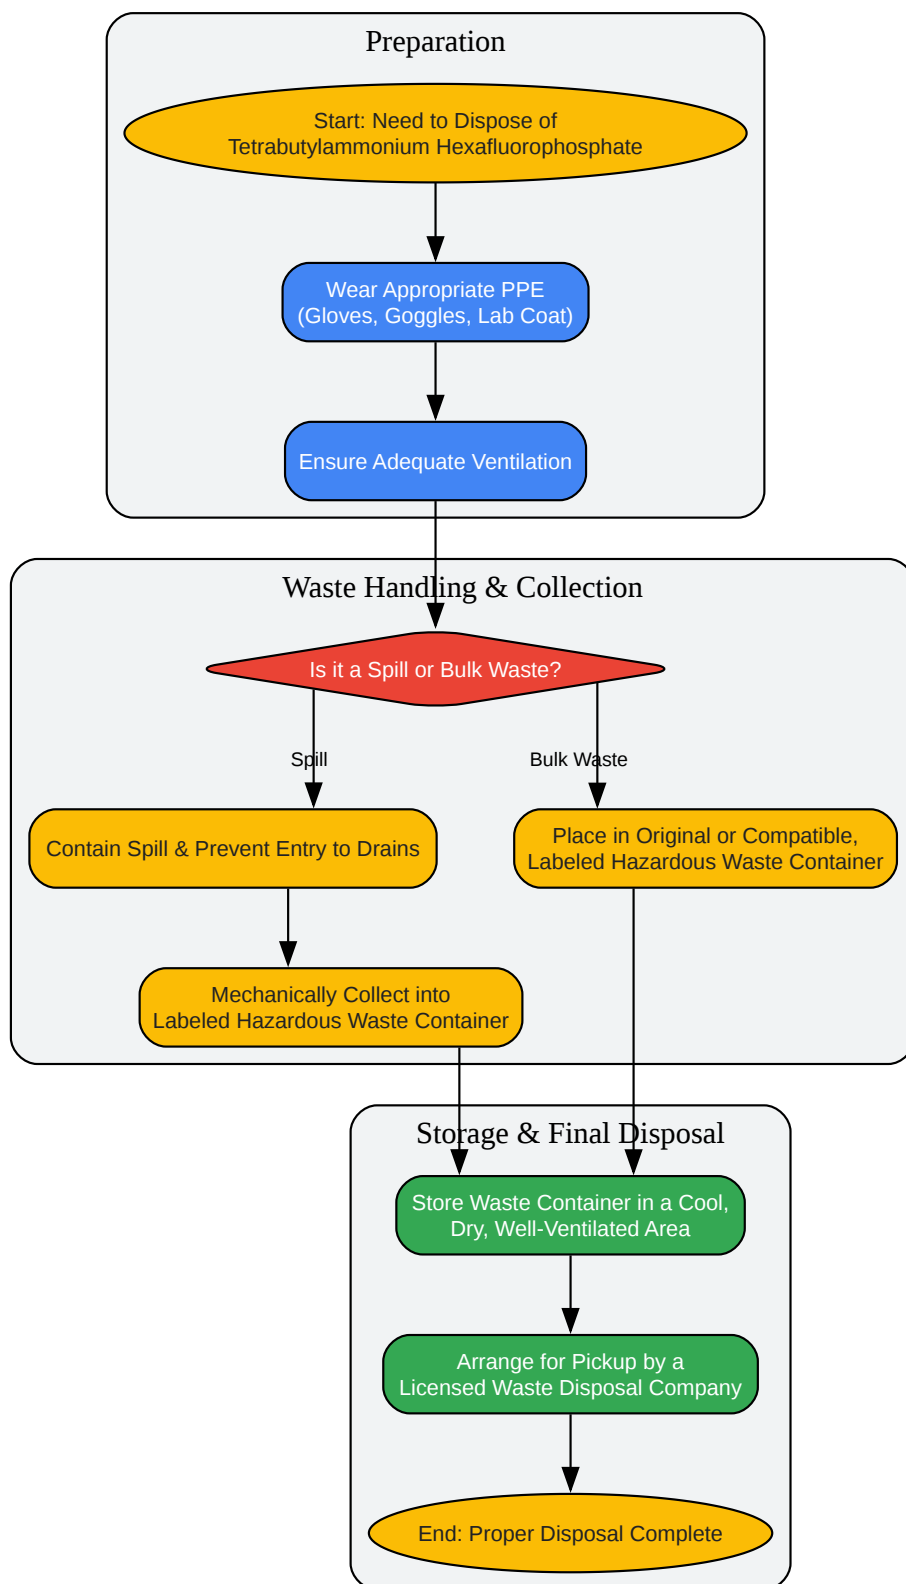 Preparation
Start: Need to Dispose of
Tetrabutylammonium Hexafluorophosphate
Wear Appropriate PPE
(Gloves, Goggles, Lab Coat)
Ensure Adequate Ventilation
Waste Handling & Collection
Is it a Spill or Bulk Waste?
Spill
Bulk Waste
Contain Spill & Prevent Entry to Drains
Place in Original or Compatible,
Labeled Hazardous Waste Container
Mechanically Collect into
Labeled Hazardous Waste Container
Storage & Final Disposal
Store Waste Container in a Cool,
Dry, Well-Ventilated Area
Arrange for Pickup by a
Licensed Waste Disposal Company
End: Proper Disposal Complete